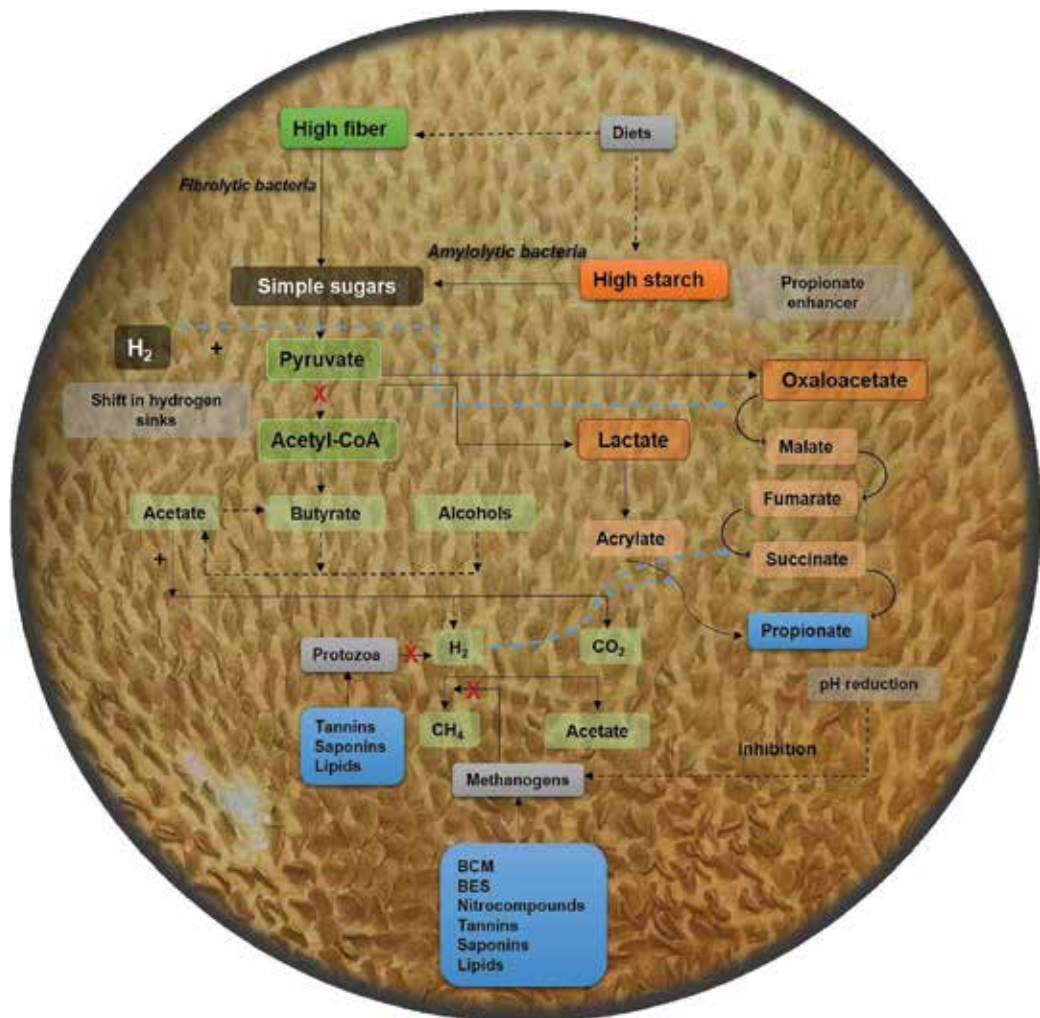 High fiber
Diets
Fibrolytic bacteria
Amylolytic bacteria
Simple sugars
High starch
Propionate
enhancer
H₂
+
Pyruvate
Oxaloacetate
Shift in hydrogen
sinks
X
Acetyl-CoA
Lactate
Malate
Fumarate
Acetate
Butyrate
Alcohols
Acrylate
+
Succinate
Propionate
Protozoa
X
H₂
CO₂
pH reduction
X
Tannins
Saponins
Lipids
CH₄
Acetate
Inhibition
Methanogens
BCM
BES
Nitrocompounds
Tannins
Saponins
Lipids